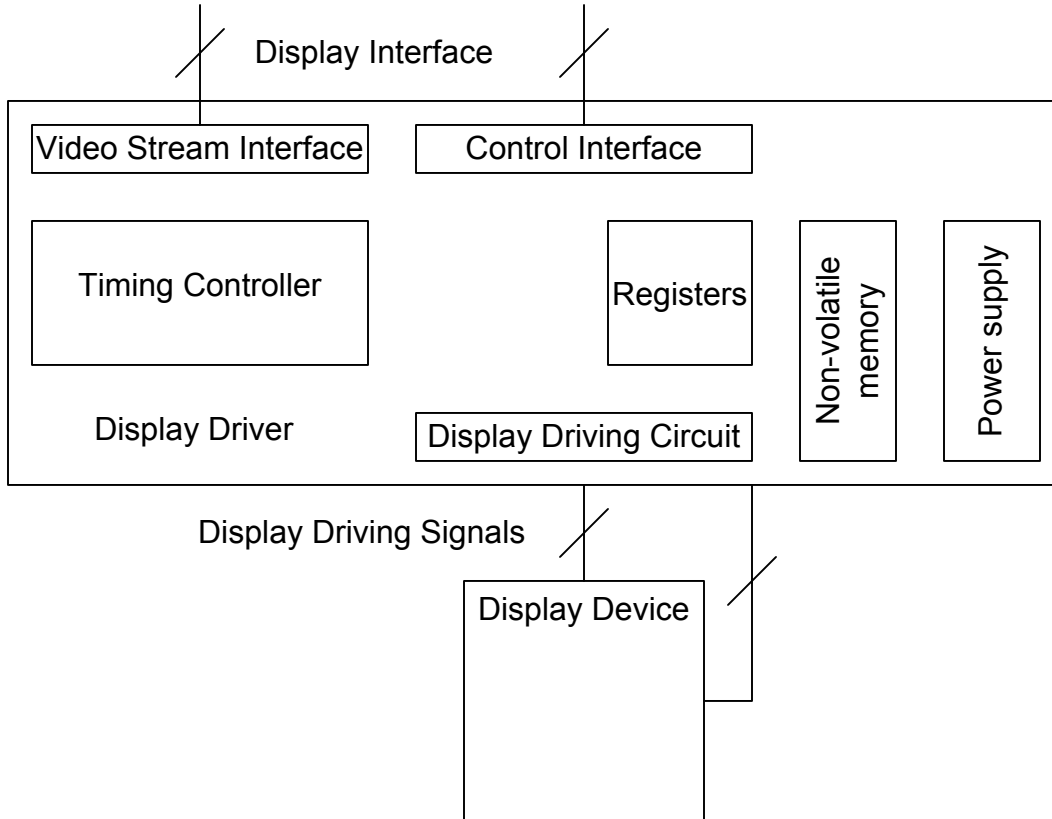 Display Interface
Video Stream Interface
Control Interface
Timing Controller
Registers
Non-volatile
memory
Power supply
Display Driver
Display Driving Circuit
Display Driving Signals
Display Device